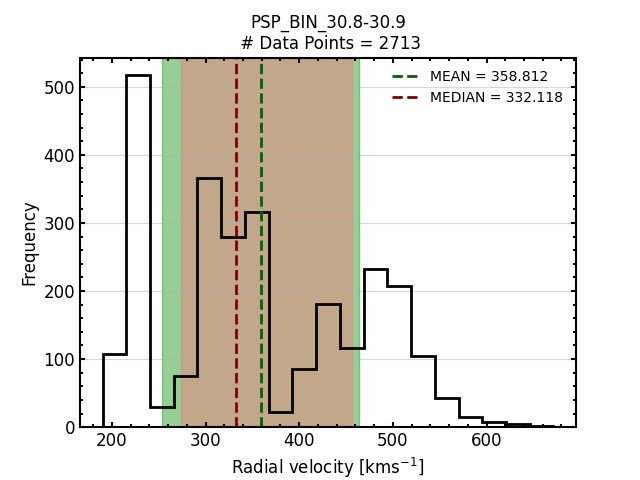 PSP_BIN_30.8-30.9
# Data Points = 2713
MEAN = 358.812
MEDIAN = 332.118
Frequency
500
400
300
200
100
0
200 300 400 500 600
Radial velocity [kms⁻¹]